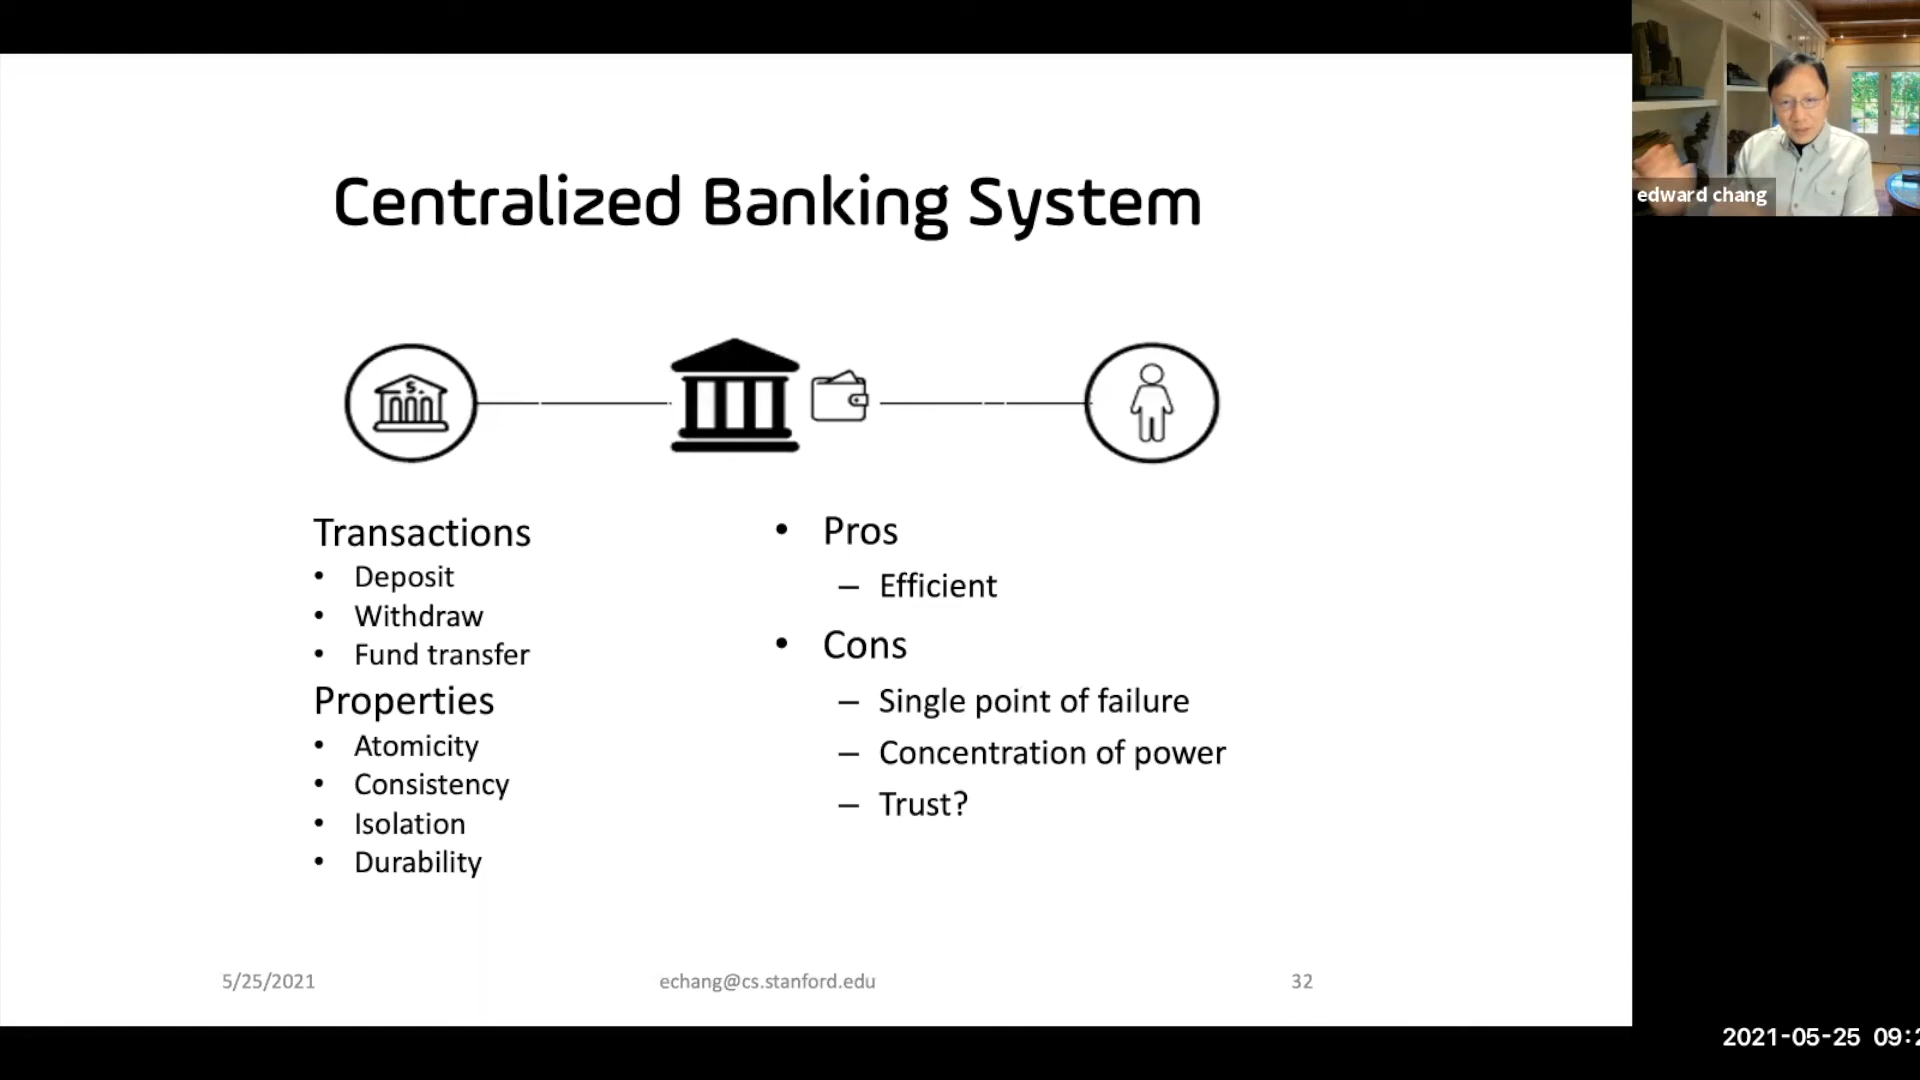 Centralized Banking System
Transactions
• Deposit
• Withdraw
• Fund transfer
Properties
• Atomicity
• Consistency
• Isolation
• Durability
• Pros
– Efficient
• Cons
– Single point of failure
– Concentration of power
– Trust?
5/25/2021
echang@cs.stanford.edu
32
edward chang
2021-05-25 09:2